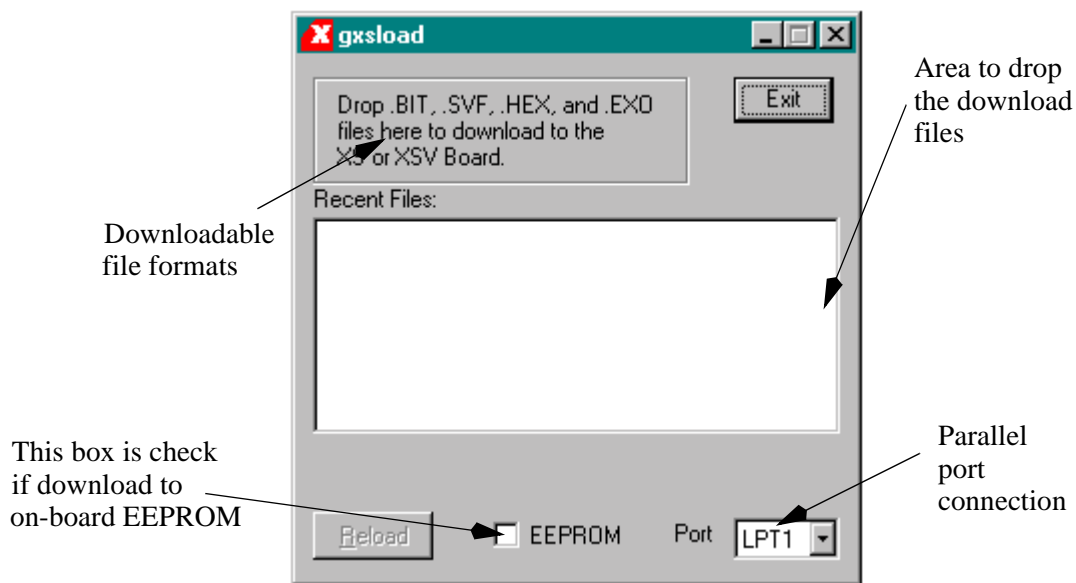 gxsload
Drop .BIT, .SVF, .HEX, and .EXO
files here to download to the
XS or XSV Board.
Exit
Area to drop
the download
files
Recent Files:
Downloadable
file formats
This box is check
if download to
on-board EEPROM
Parallel
port
connection
Reload
EEPROM
Port
LPT1